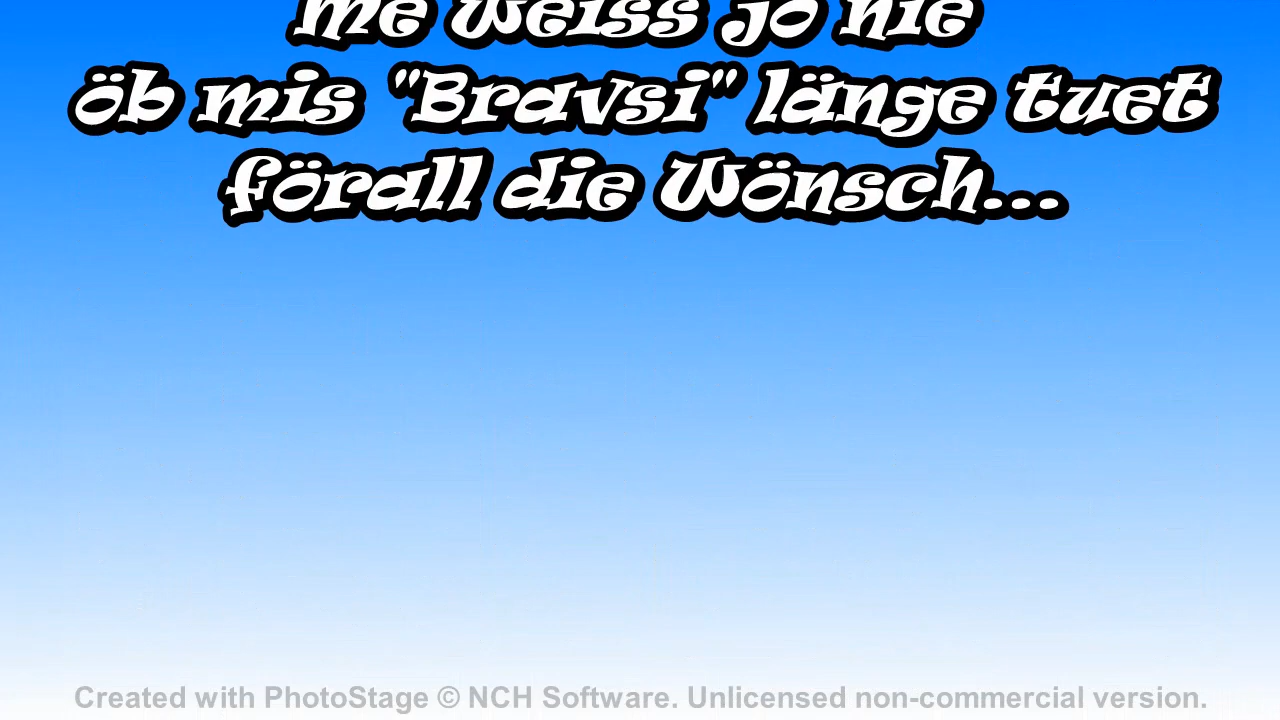 me weiss jo nie
öb mis "Bravsi" länge tuet
förall die Wönsch...
Created with PhotoStage © NCH Software. Unlicensed non-commercial version.